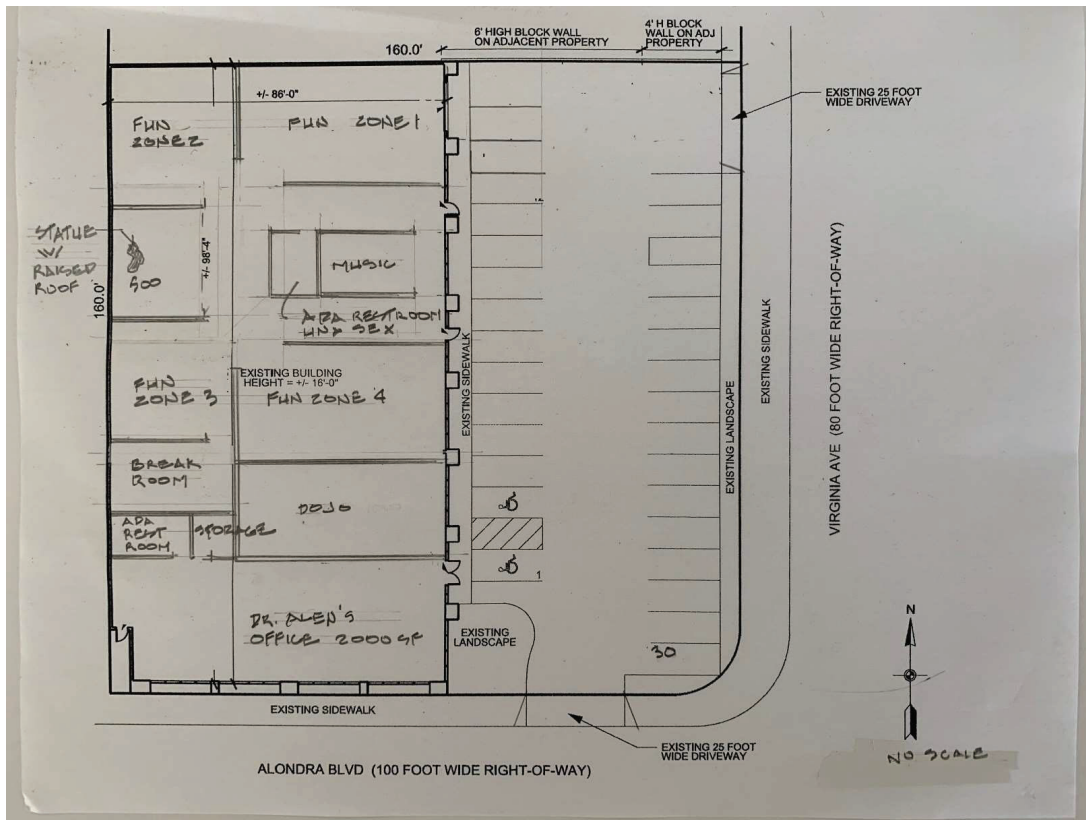 6' HIGH BLOCK WALL
ON ADJACENT PROPERTY
4' H BLOCK
WALL ON ADJ
PROPERTY
160.0'
+/- 86'-0"
EXISTING 25 FOOT
WIDE DRIVEWAY
FUN
ZONE 2
FUN ZONE 1
STATUE
W/
RAISED
ROOF
500
+/- 98'-4"
MUSIC
160.0'
ADA RESTROOM
UNA SEX
EXISTING BUILDING
HEIGHT = +/- 16'-0"
FUN
ZONE 3
FUN ZONE 4
EXISTING SIDEWALK
EXISTING LANDSCAPE
EXISTING SIDEWALK
VIRGINIA AVE (80 FOOT WIDE RIGHT-OF-WAY)
BREAK
ROOM
DOJO
ADA
REST
ROOM
STORAGE
1
DR. ALEN'S
OFFICE 2000 SF
EXISTING
LANDSCAPE
30
N
EXISTING SIDEWALK
EXISTING 25 FOOT
WIDE DRIVEWAY
NO SCALE
ALONDRA BLVD (100 FOOT WIDE RIGHT-OF-WAY)